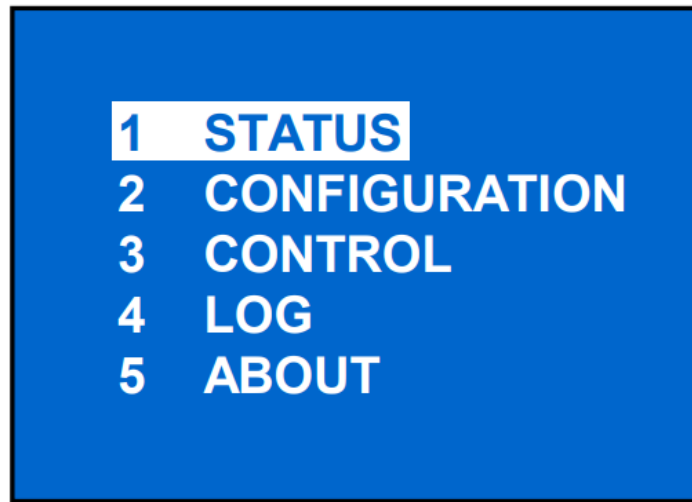 1 STATUS
2 CONFIGURATION
3 CONTROL
4 LOG
5 ABOUT